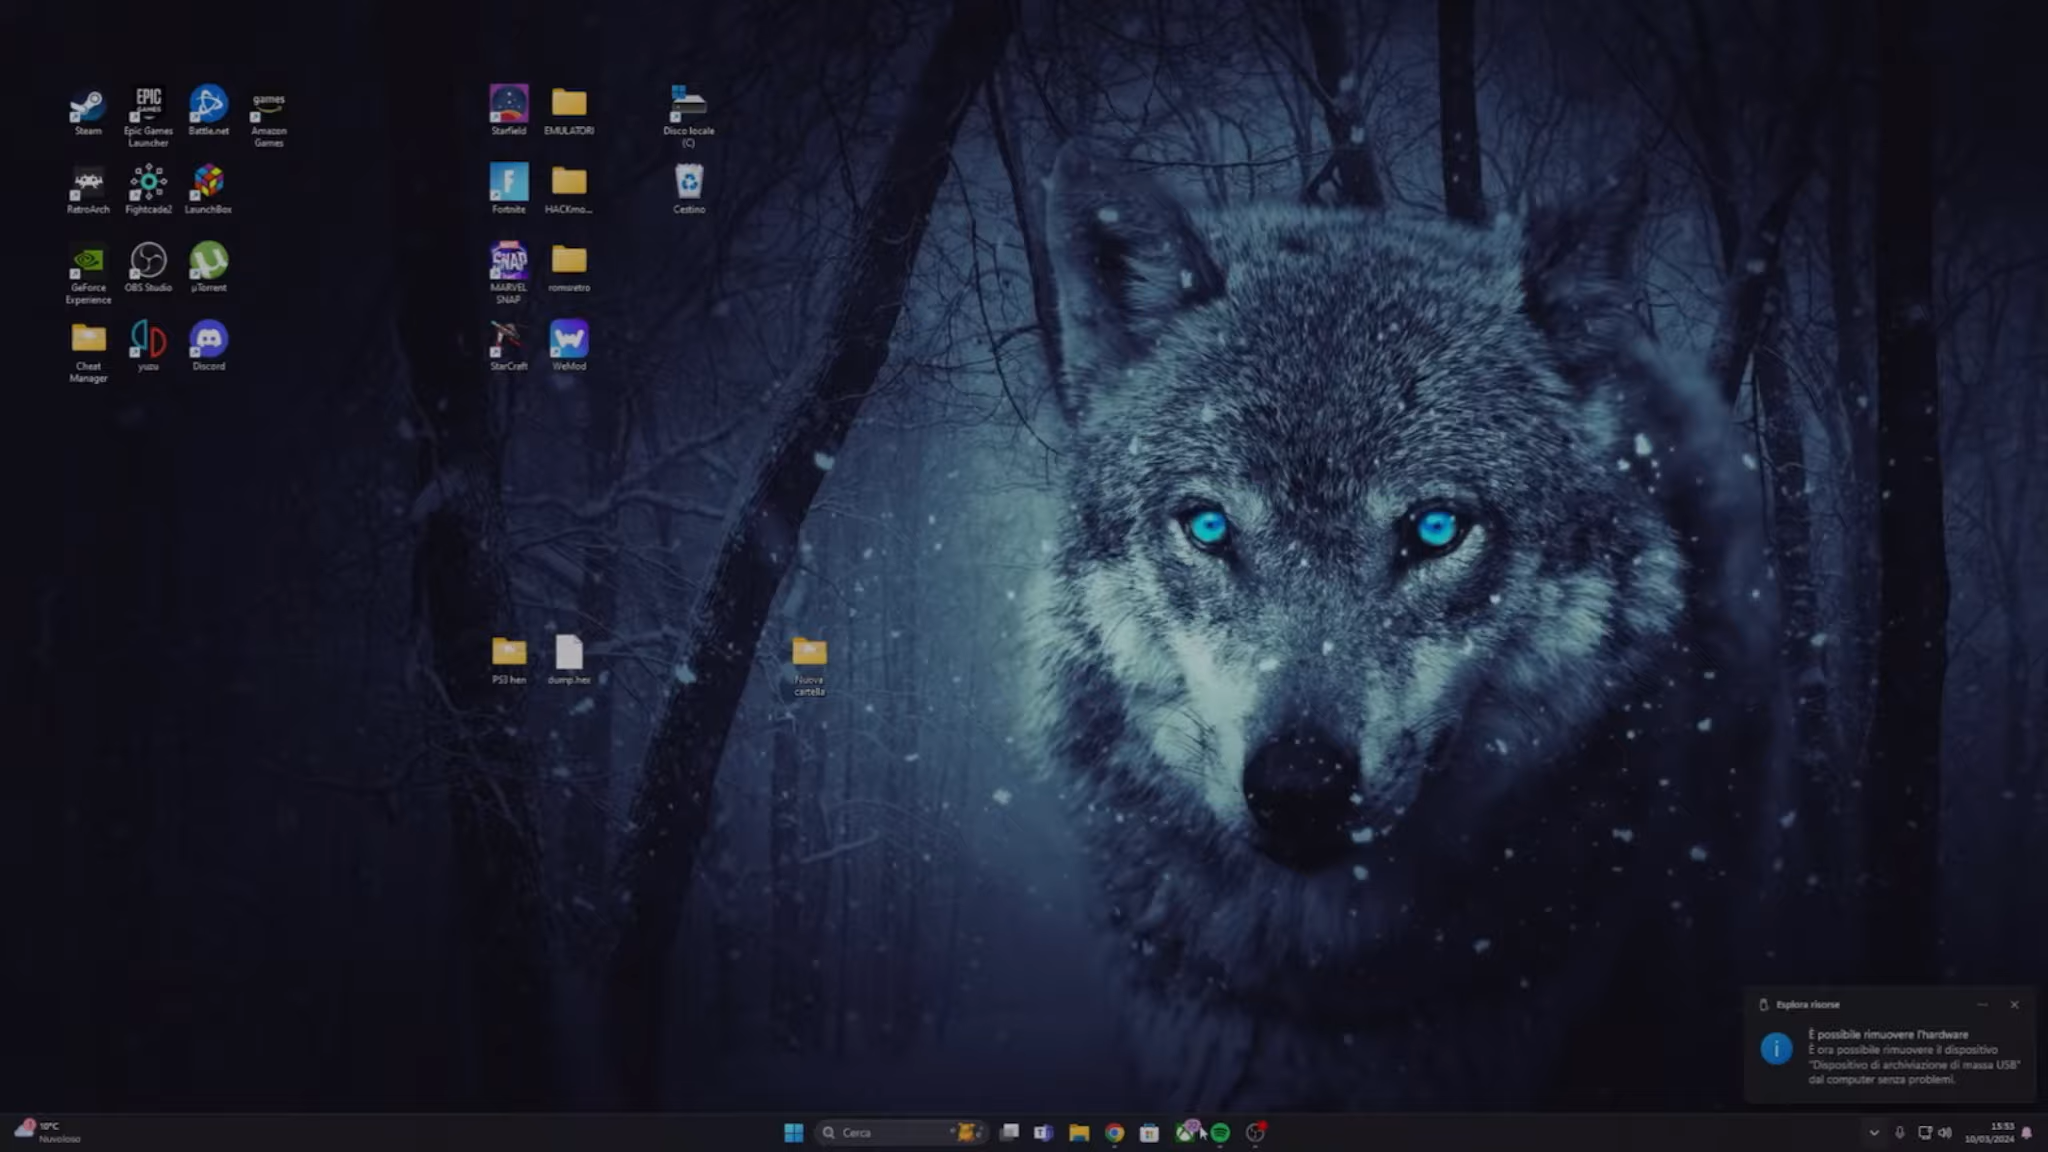 Steam
Epic Games
Launcher
Battle.net
Amazon
Games
Starfield
EMULATORI
Disco locale
(C)
RetroArch
Fightcade2
LaunchBox
Fortnite
HACKmo...
Cestino
GeForce
Experience
OBS Studio
µTorrent
MARVEL
SNAP
romsretro
Cheat
Manager
yuzu
Discord
StarCraft
WeMod
PS3 hen
dump.hex
Nuova
cartella
EPIC
GAMES
games
F
SNAP
Esplora risorse
È possibile rimuovere l'hardware
È ora possibile rimuovere il dispositivo
"Dispositivo di archiviazione di massa USB"
dal computer senza problemi.
10°C
Nuvoloso
Cerca
15:53
10/03/2024